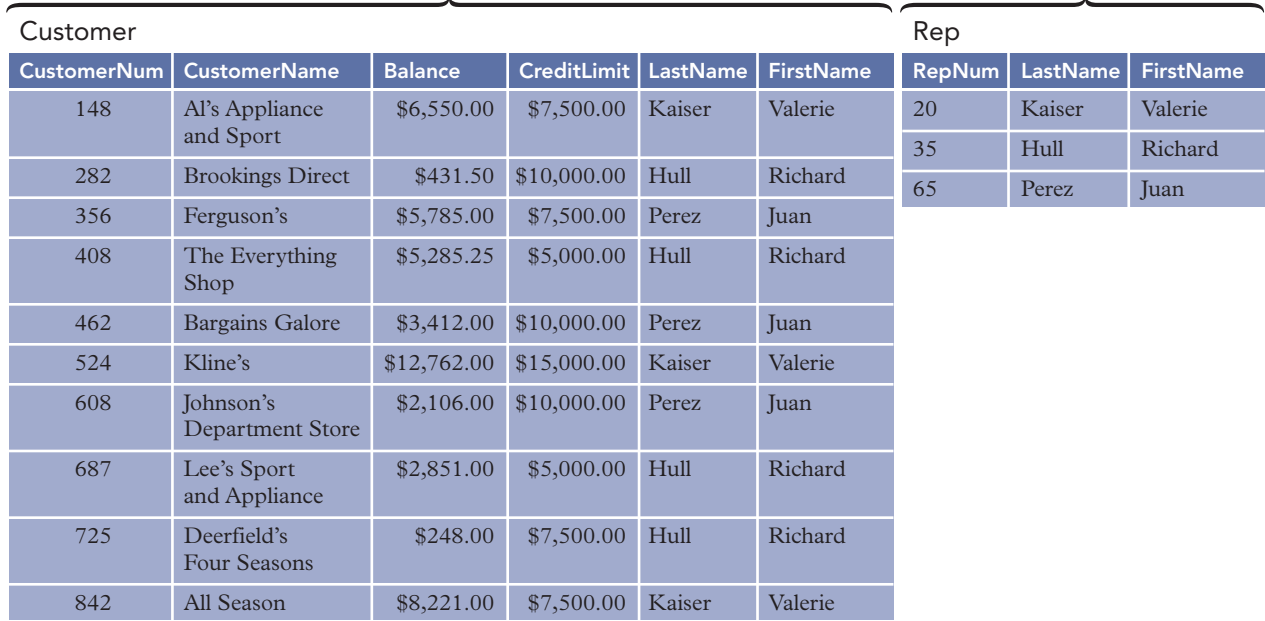 Customer
CustomerNum CustomerName Balance CreditLimit LastName FirstName
148 Al's Appliance $6,550.00 $7,500.00 Kaiser Valerie
and Sport
282 Brookings Direct $431.50 $10,000.00 Hull Richard
356 Ferguson's $5,785.00 $7,500.00 Perez Juan
408 The Everything $5,285.25 $5,000.00 Hull Richard
Shop
462 Bargains Galore $3,412.00 $10,000.00 Perez Juan
524 Kline's $12,762.00 $15,000.00 Kaiser Valerie
608 Johnson's $2,106.00 $10,000.00 Perez Juan
Department Store
687 Lee's Sport $2,851.00 $5,000.00 Hull Richard
and Appliance
725 Deerfield's $248.00 $7,500.00 Hull Richard
Four Seasons
842 All Season $8,221.00 $7,500.00 Kaiser Valerie
Rep
RepNum LastName FirstName
20 Kaiser Valerie
35 Hull Richard
65 Perez Juan